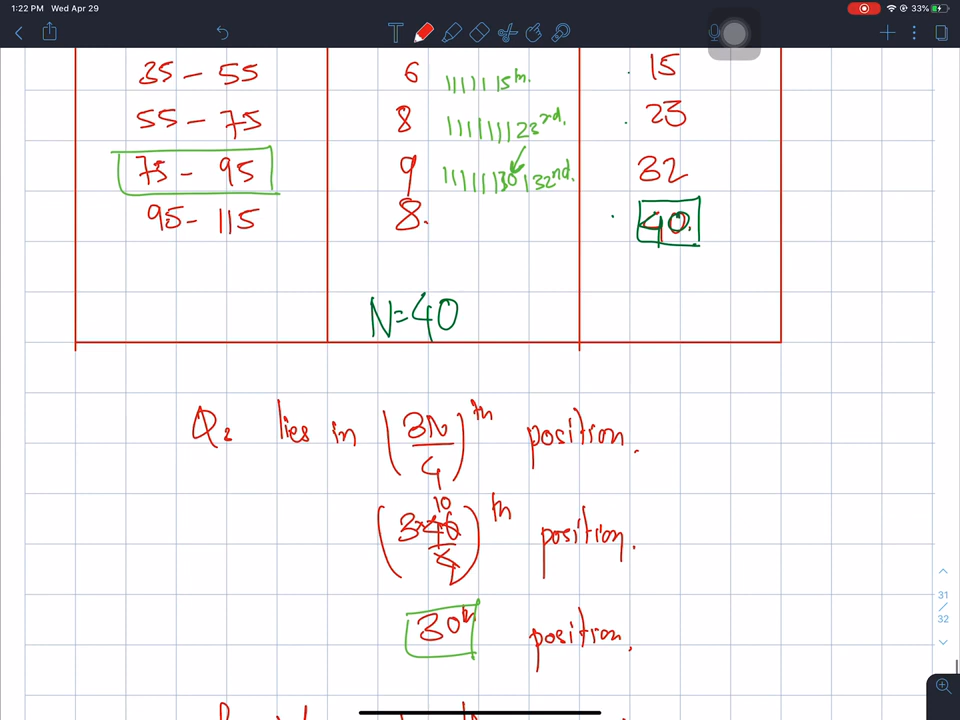 1:22 PM Wed Apr 29
33%
35 – 55 6 15th. 15
55 – 75 8 23rd. 23
75 – 95 9 30 32nd. 32
95 – 115 8. 40.
N=40
Q₂ lies in (3N/4)th position.
10
(3×40/4)th position.
30th position.
31
/
32